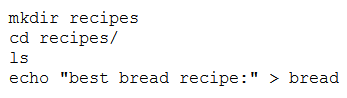 mkdir recipes
cd recipes/
ls
echo "best bread recipe:" > bread